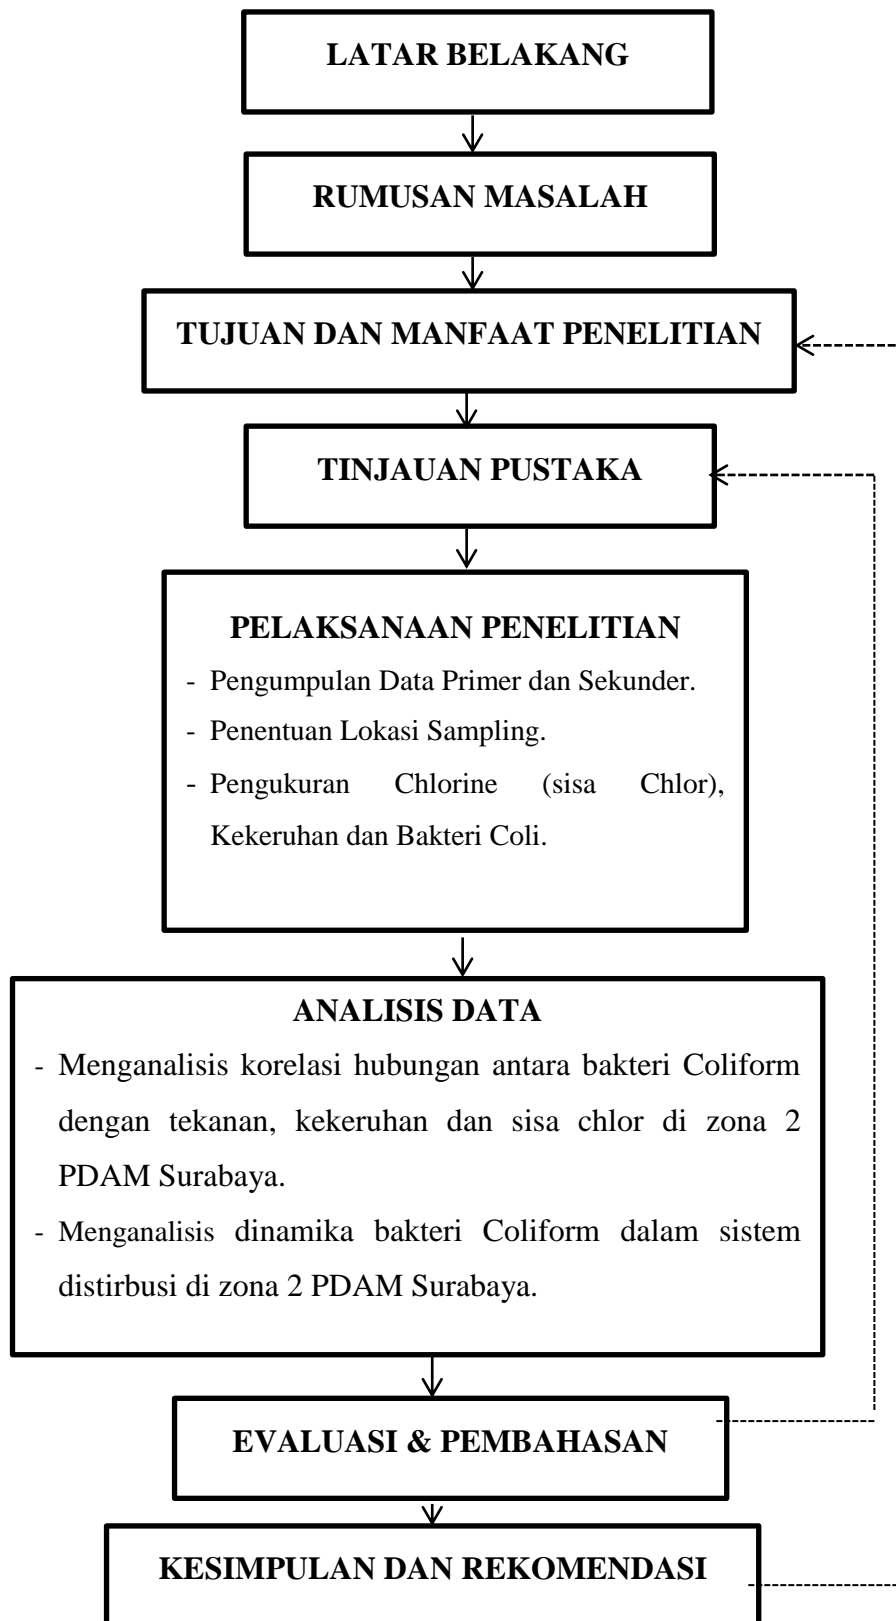 LATAR BELAKANG
RUMUSAN MASALAH
TUJUAN DAN MANFAAT PENELITIAN
TINJAUAN PUSTAKA
PELAKSANAAN PENELITIAN
- Pengumpulan Data Primer dan Sekunder.
- Penentuan Lokasi Sampling.
- Pengukuran Chlorine (sisa Chlor),
Kekeruhan dan Bakteri Coli.
ANALISIS DATA
- Menganalisis korelasi hubungan antara bakteri Coliform
dengan tekanan, kekeruhan dan sisa chlor di zona 2
PDAM Surabaya.
- Menganalisis dinamika bakteri Coliform dalam sistem
distirbusi di zona 2 PDAM Surabaya.
EVALUASI & PEMBAHASAN
KESIMPULAN DAN REKOMENDASI